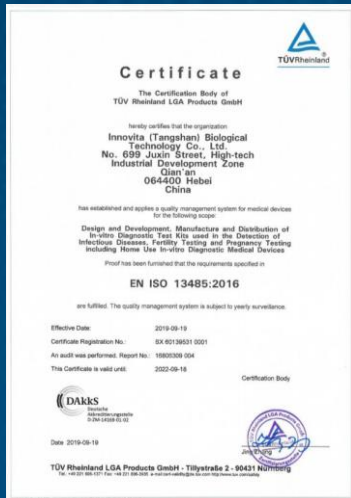 TÜVRheinland®
Certificate
The Certification Body of
TÜV Rheinland LGA Products GmbH
hereby certifies that the organization
Innovita (Tangshan) Biological
Technology Co., Ltd.
No. 699 Juxin Street, High-tech
Industrial Development Zone
Qian'an
064400 Hebei
China
has established and applies a quality management system for medical devices
for the following scope:
Design and Development, Manufacture and Distribution of
In-vitro Diagnostic Test Kits used in the Detection of
Infectious Diseases, Fertility Testing and Pregnancy Testing
including Home Use In-vitro Diagnostic Medical Devices
Proof has been furnished that the requirements specified in
EN ISO 13485:2016
are fulfilled. The quality management system is subject to yearly surveillance.
Effective Date: 2019-09-19
Certificate Registration No.: SX 60139531 0001
An audit was performed. Report No.: 16805309 004
This Certificate is valid until: 2022-09-18
Certification Body
DAkkS
Deutsche
Akkreditierungsstelle
D-ZM-14169-01-02
Date 2019-09-19
TÜV Rheinland LGA Products GmbH - Tillystraße 2 - 90431 Nürnberg